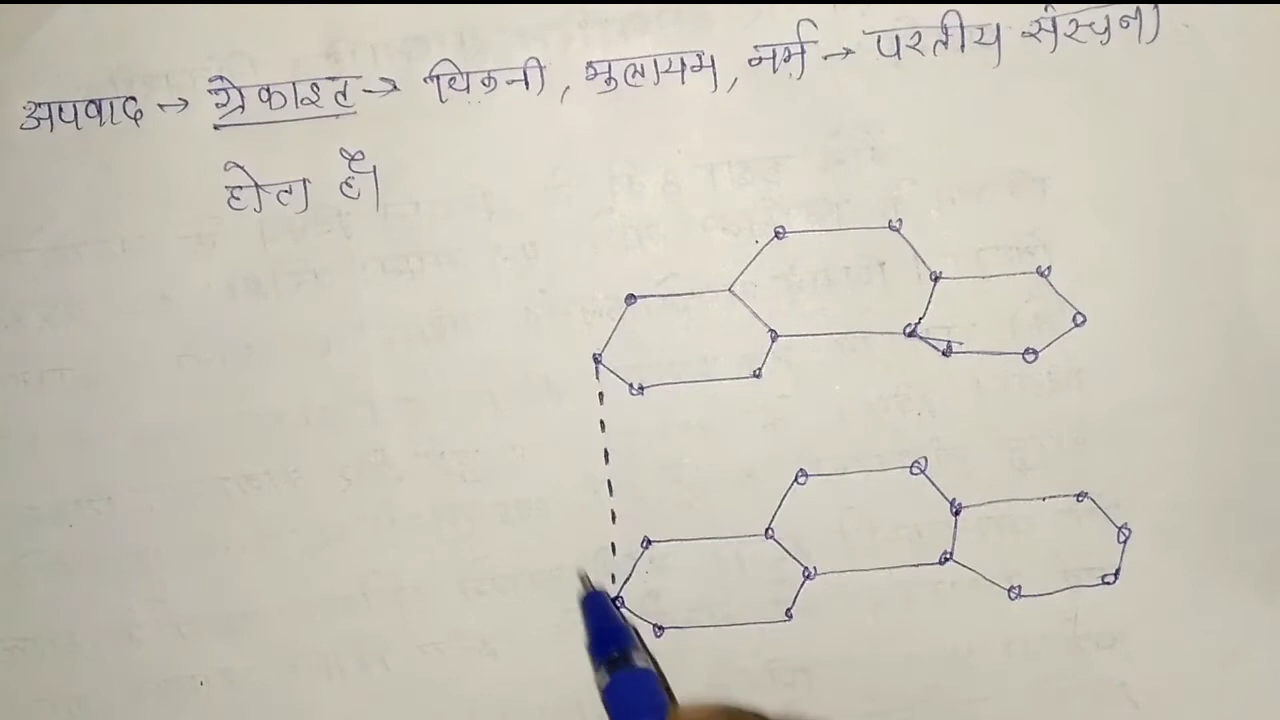 अपवाद → ग्रेफाइट → चिकनी, मुलायम, नर्म → परतीय संरचना
होता है।